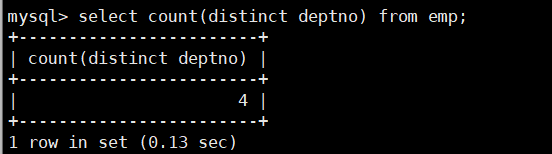 mysql> select count(distinct deptno) from emp;
+------------------------+
| count(distinct deptno) |
+------------------------+
|                      4 |
+------------------------+
1 row in set (0.13 sec)